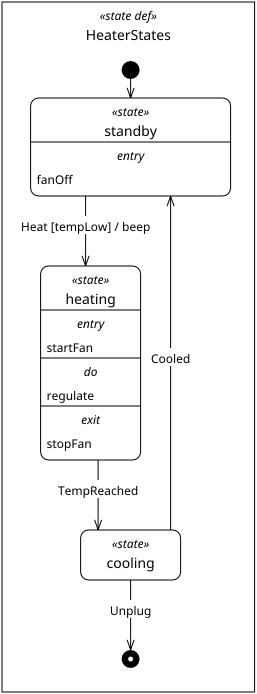 «state def»
HeaterStates
«state»
standby
entry
fanOff
Heat [tempLow] / beep
«state»
heating
entry
startFan
do
regulate
exit
stopFan
Cooled
TempReached
«state»
cooling
Unplug